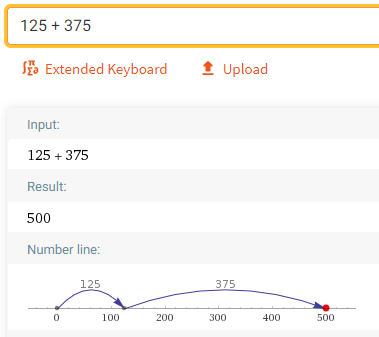 125 + 375
Extended Keyboard Upload
Input:
125 + 375
Result:
500
Number line:
125 375
0 100 200 300 400 500